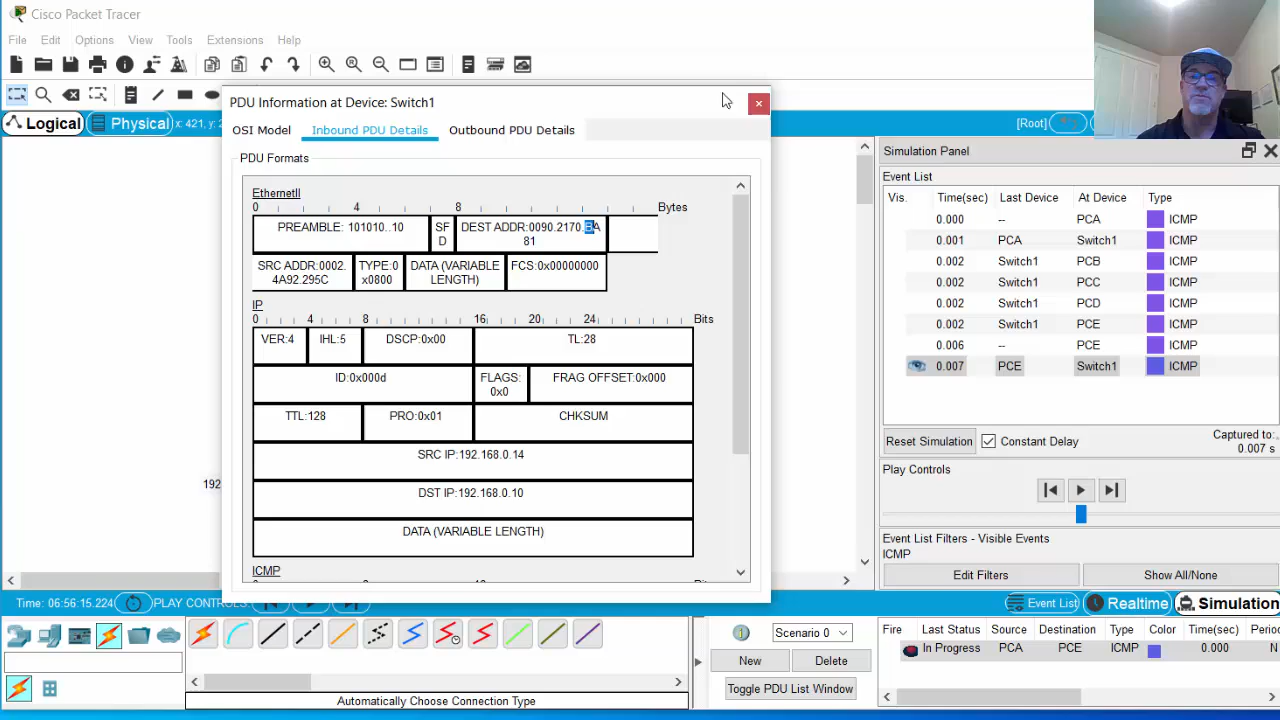 Cisco Packet Tracer
File Edit Options View Tools Extensions Help
Logical Physical x: 421, y: 2 [Root]
PDU Information at Device: Switch1
OSI Model Inbound PDU Details Outbound PDU Details
PDU Formats
EthernetII
0 4 8 Bytes
PREAMBLE: 101010..10 SF D DEST ADDR:0090.2170.BA 81
SRC ADDR:0002. 4A92.295C TYPE:0 x0800 DATA (VARIABLE LENGTH) FCS:0x00000000
IP
0 4 8 16 20 24 Bits
VER:4 IHL:5 DSCP:0x00 TL:28
ID:0x000d FLAGS: 0x0 FRAG OFFSET:0x000
TTL:128 PRO:0x01 CHKSUM
SRC IP:192.168.0.14
DST IP:192.168.0.10
DATA (VARIABLE LENGTH)
ICMP
192
Simulation Panel
Event List
Vis. Time(sec) Last Device At Device Type
0.000 -- PCA ICMP
0.001 PCA Switch1 ICMP
0.002 Switch1 PCB ICMP
0.002 Switch1 PCC ICMP
0.002 Switch1 PCD ICMP
0.002 Switch1 PCE ICMP
0.006 -- PCE ICMP
0.007 PCE Switch1 ICMP
Reset Simulation Constant Delay Captured to:
0.007 s
Play Controls
Event List Filters - Visible Events
ICMP
Edit Filters Show All/None
Time: 06:56:15.224 PLAY CONTROLS: Event List Realtime Simulation
Scenario 0
New Delete
Toggle PDU List Window
Fire Last Status Source Destination Type Color Time(sec) Perio
In Progress PCA PCE ICMP 0.000 N
Automatically Choose Connection Type